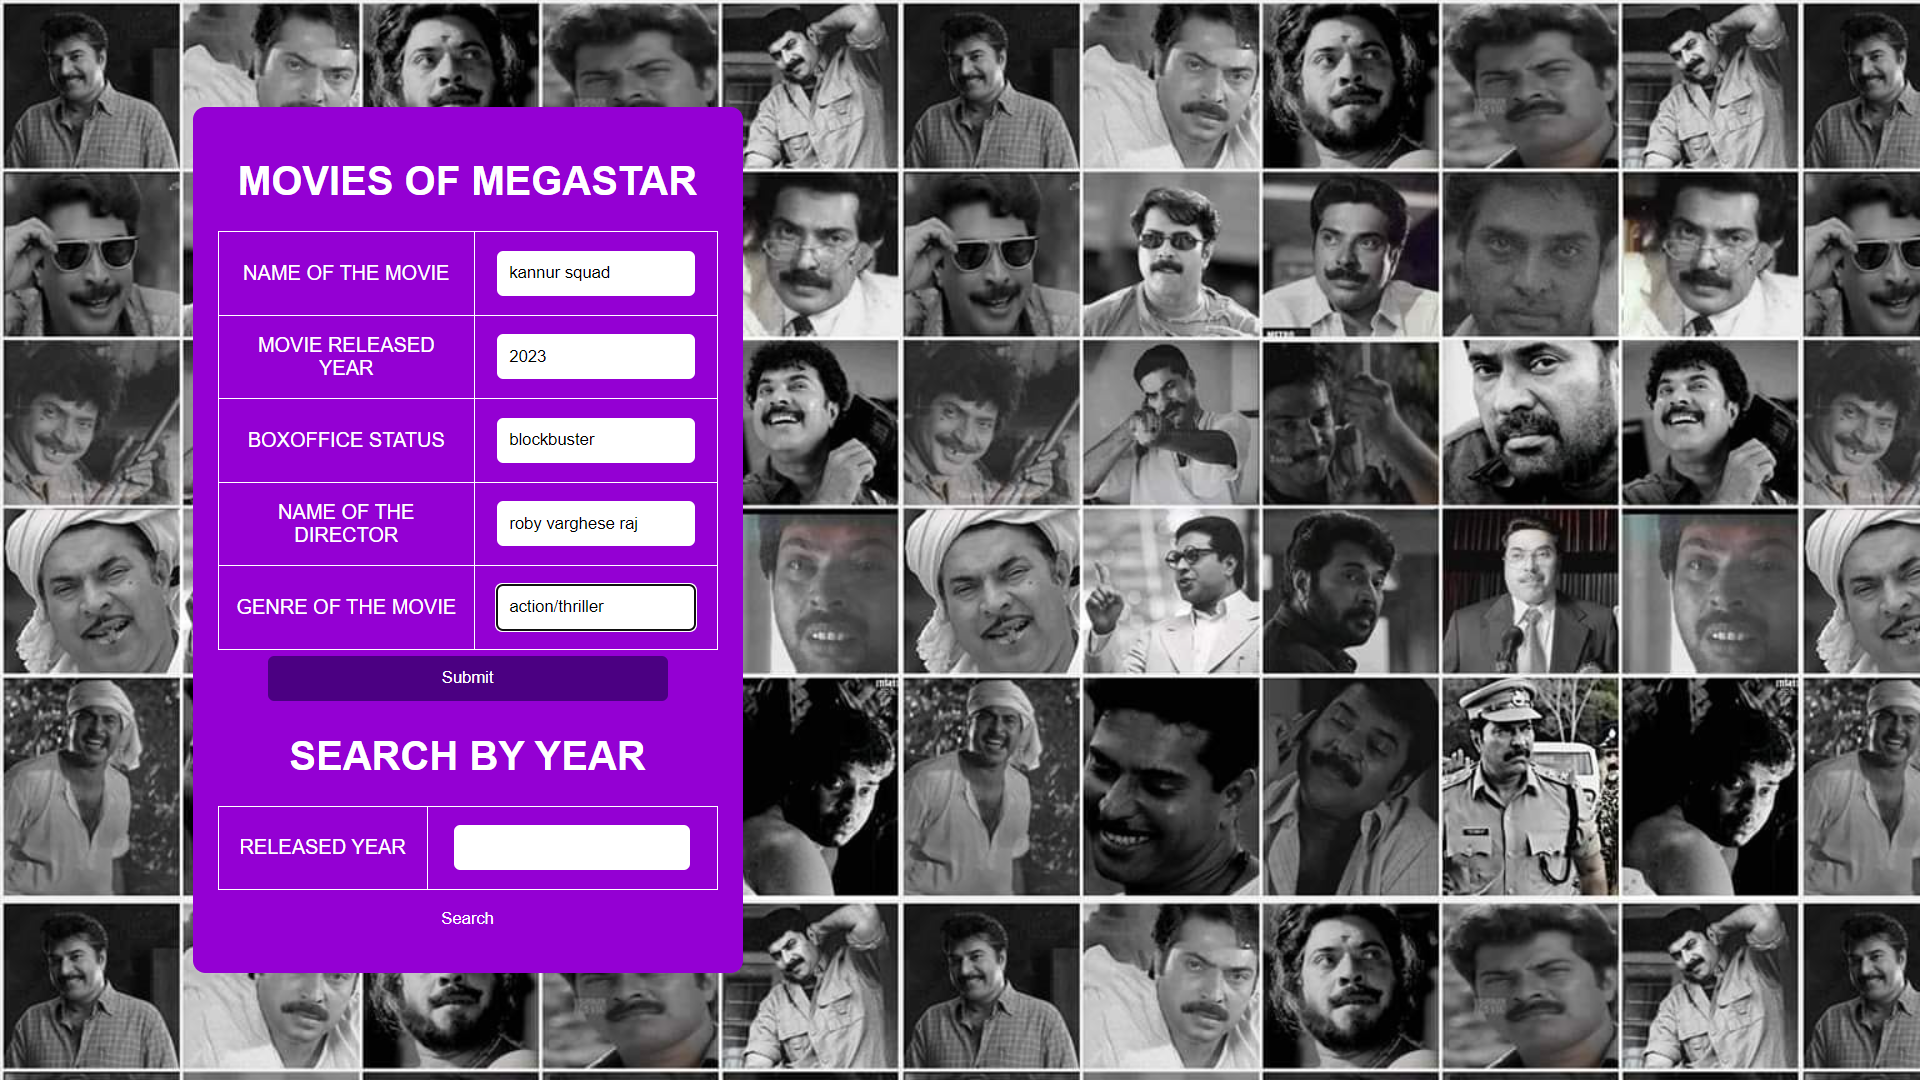 MOVIES OF MEGASTAR
NAME OF THE MOVIE
kannur squad
MOVIE RELEASED
YEAR
2023
BOXOFFICE STATUS
blockbuster
NAME OF THE
DIRECTOR
roby varghese raj
GENRE OF THE MOVIE
action/thriller
Submit
SEARCH BY YEAR
RELEASED YEAR
Search